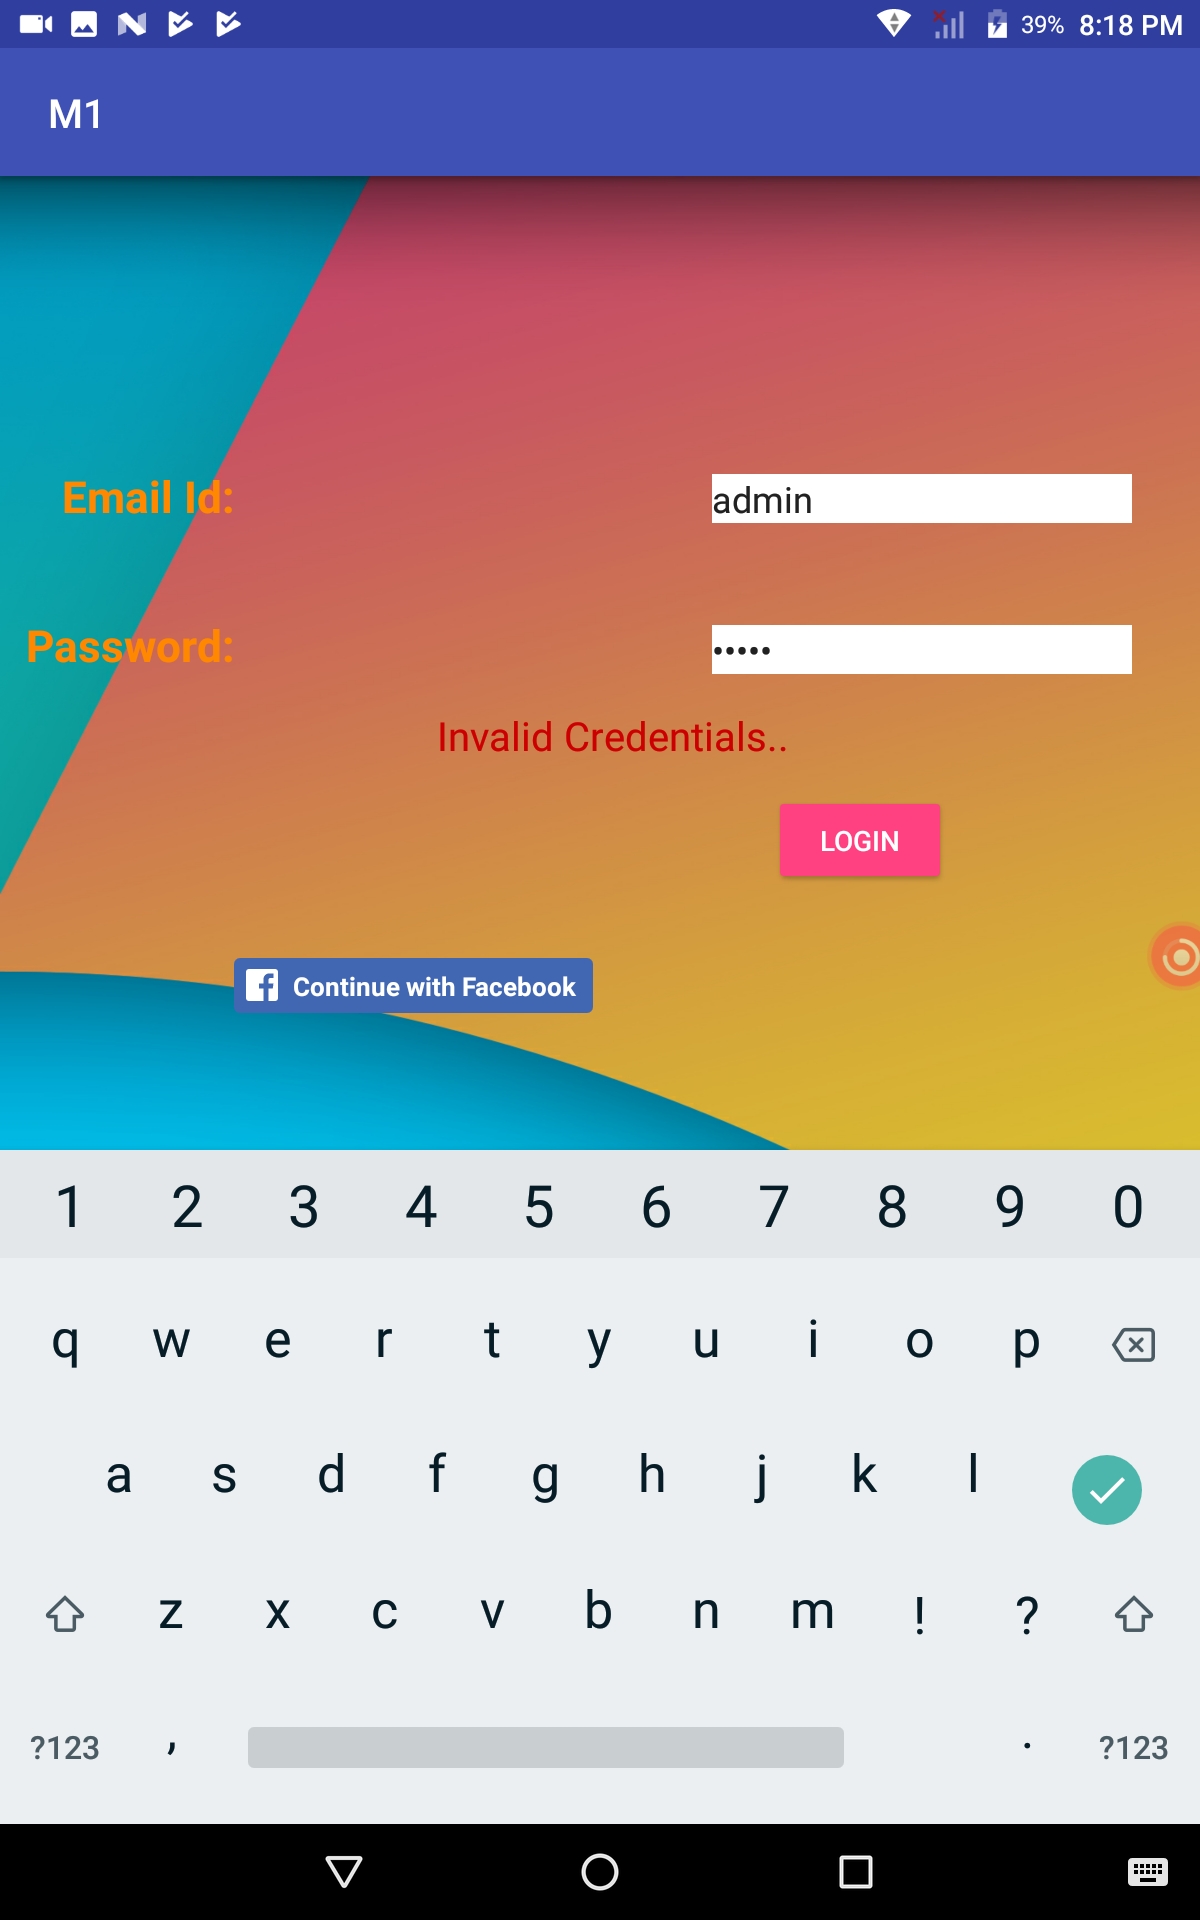 39% 8:18 PM
M1
Email Id: admin
Password: •••••
Invalid Credentials..
LOGIN
Continue with Facebook
1 2 3 4 5 6 7 8 9 0
q w e r t y u i o p
a s d f g h j k l
z x c v b n m ! ?
?123 , . ?123